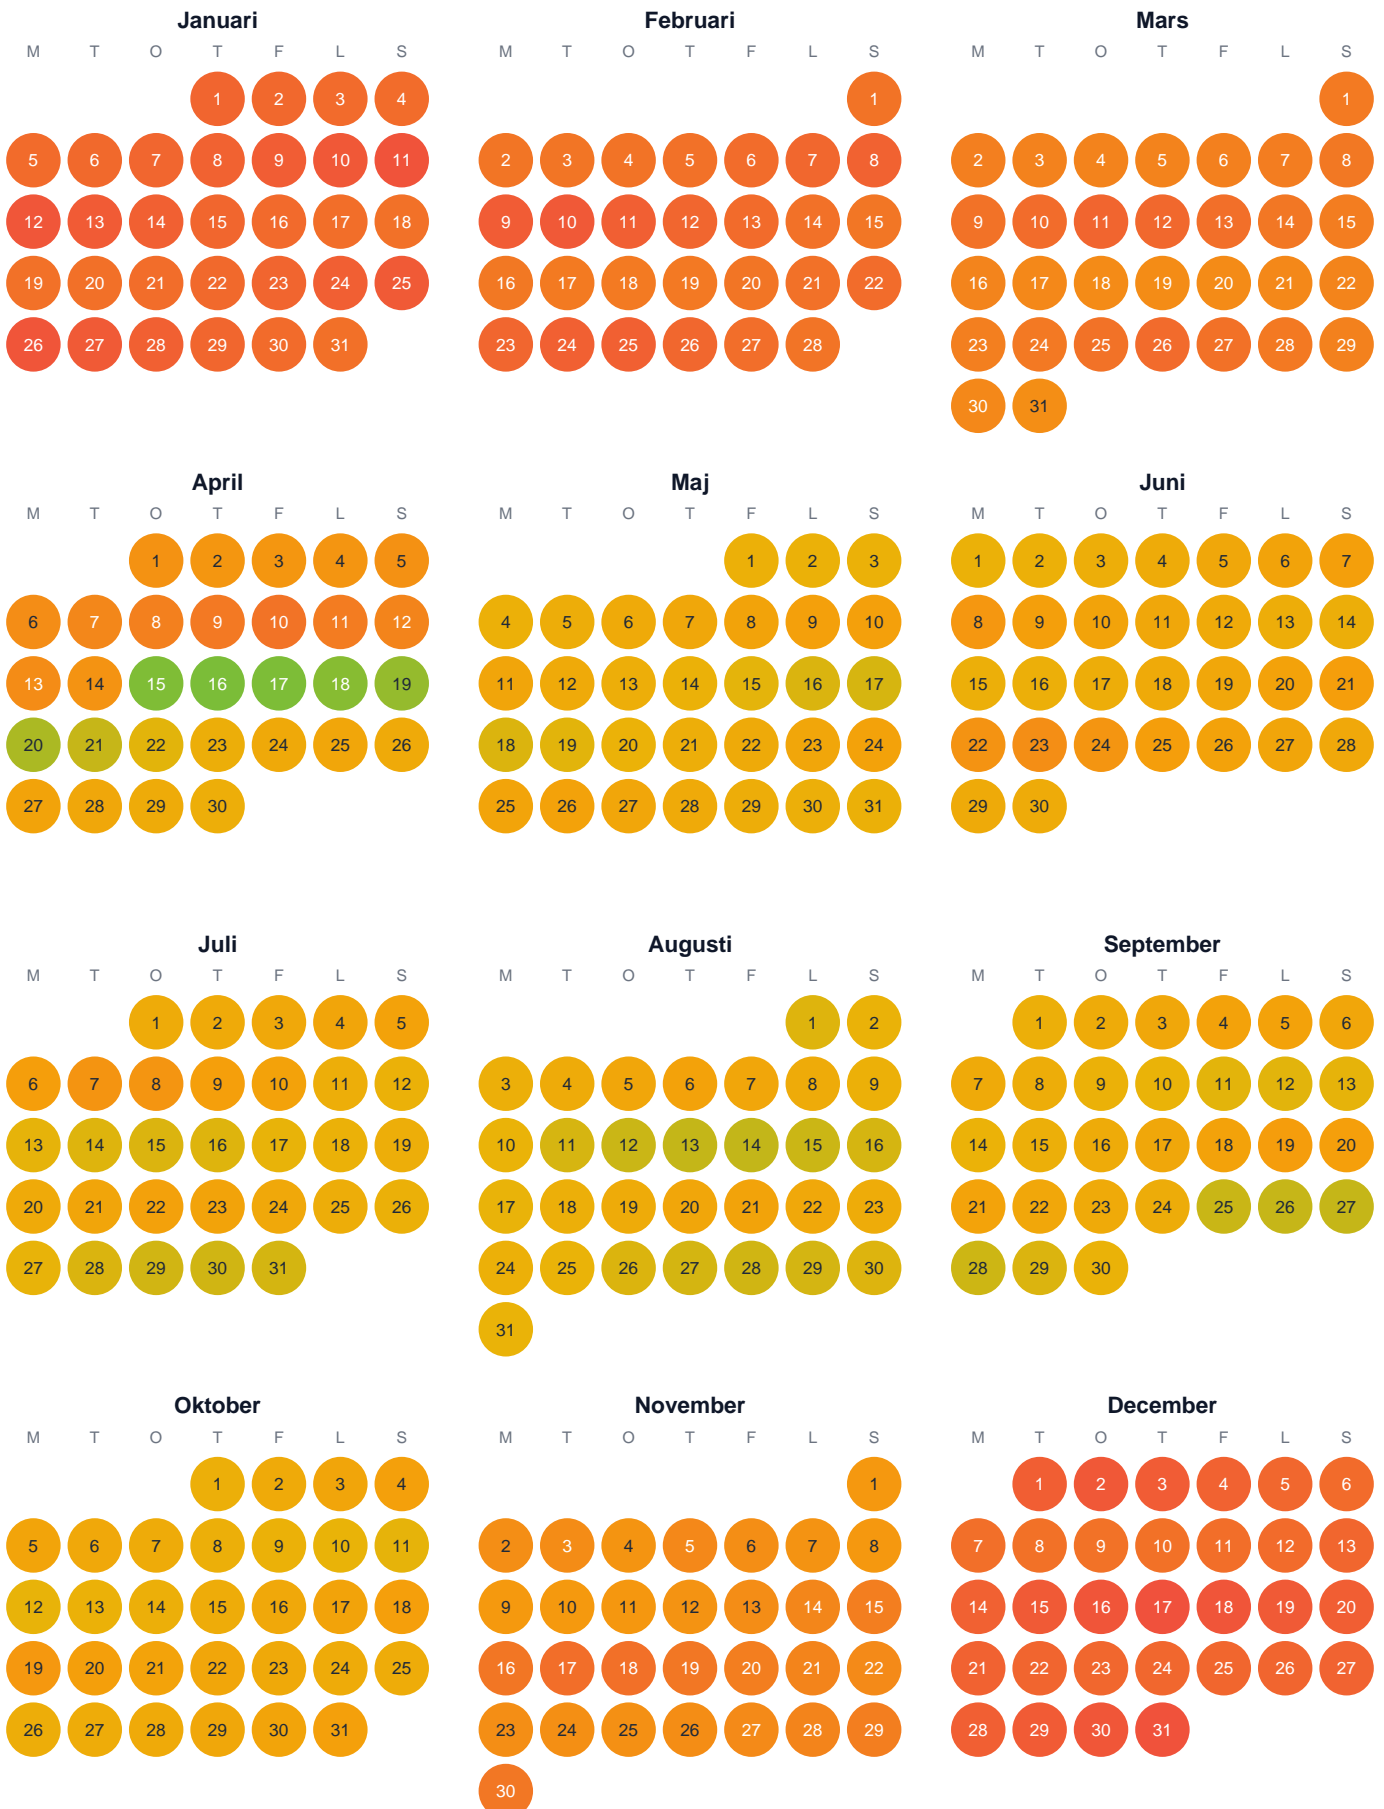 Januari Februari Mars
M T O T F L S M T O T F L S M T O T F L S
1 2 3 4 1 1
5 6 7 8 9 10 11 2 3 4 5 6 7 8 2 3 4 5 6 7 8
12 13 14 15 16 17 18 9 10 11 12 13 14 15 9 10 11 12 13 14 15
19 20 21 22 23 24 25 16 17 18 19 20 21 22 16 17 18 19 20 21 22
26 27 28 29 30 31 23 24 25 26 27 28 23 24 25 26 27 28 29
30 31
April Maj Juni
M T O T F L S M T O T F L S M T O T F L S
1 2 3 4 5 1 2 3 1 2 3 4 5 6 7
6 7 8 9 10 11 12 4 5 6 7 8 9 10 8 9 10 11 12 13 14
13 14 15 16 17 18 19 11 12 13 14 15 16 17 15 16 17 18 19 20 21
20 21 22 23 24 25 26 18 19 20 21 22 23 24 22 23 24 25 26 27 28
27 28 29 30 25 26 27 28 29 30 31 29 30
Juli Augusti September
M T O T F L S M T O T F L S M T O T F L S
1 2 3 4 5 1 2 1 2 3 4 5 6
6 7 8 9 10 11 12 3 4 5 6 7 8 9 7 8 9 10 11 12 13
13 14 15 16 17 18 19 10 11 12 13 14 15 16 14 15 16 17 18 19 20
20 21 22 23 24 25 26 17 18 19 20 21 22 23 21 22 23 24 25 26 27
27 28 29 30 31 24 25 26 27 28 29 30 28 29 30
31
Oktober November December
M T O T F L S M T O T F L S M T O T F L S
1 2 3 4 1 1 2 3 4 5 6
5 6 7 8 9 10 11 2 3 4 5 6 7 8 7 8 9 10 11 12 13
12 13 14 15 16 17 18 9 10 11 12 13 14 15 14 15 16 17 18 19 20
19 20 21 22 23 24 25 16 17 18 19 20 21 22 21 22 23 24 25 26 27
26 27 28 29 30 31 23 24 25 26 27 28 29 28 29 30 31
30